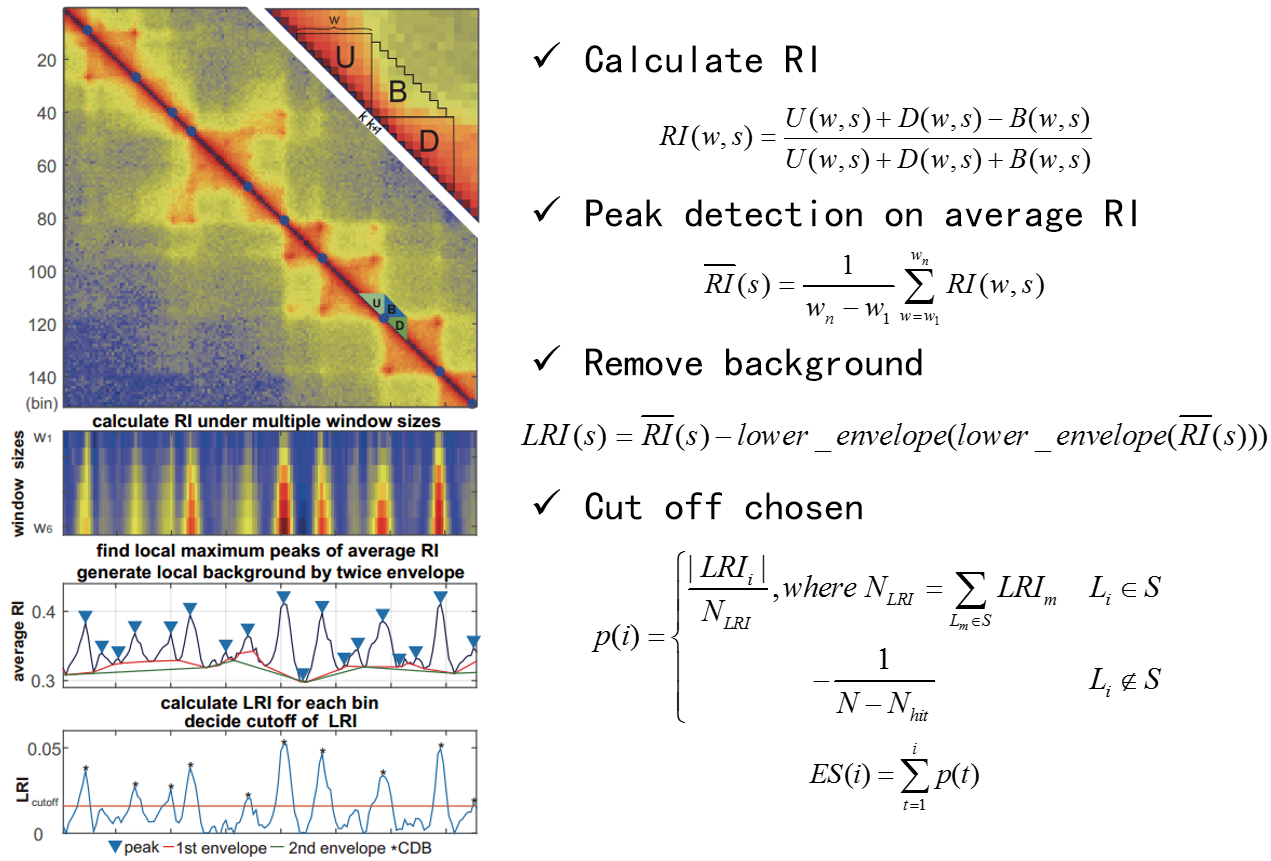 20
40
60
80
100
120
140
(bin)
w
U
B
D
k k+1
U
B
D
calculate RI under multiple window sizes
window sizes
W1
W6
find local maximum peaks of average RI
generate local background by twice envelope
average RI
0.4
0.3
calculate LRI for each bin
decide cutoff of LRI
LRI
0.05
cutoff
0
▼ peak − 1st envelope − 2nd envelope *CDB
✓ Calculate RI
RI(w,s) = \frac{U(w,s)+D(w,s)-B(w,s)}{U(w,s)+D(w,s)+B(w,s)}
✓ Peak detection on average RI
\overline{RI}(s) = \frac{1}{w_n - w_1} \sum_{w=w_1}^{w_n} RI(w,s)
✓ Remove background
LRI(s) = \overline{RI}(s) - lower_envelope(lower_envelope(\overline{RI}(s)))
✓ Cut off chosen
p(i) = \begin{cases} \frac{|LRI_i|}{N_{LRI}}, where N_{LRI} = \sum_{L_m \in S} LRI_m & L_i \in S \\ -\frac{1}{N - N_{hit}} & L_i \notin S \end{cases}
ES(i) = \sum_{t=1}^{i} p(t)